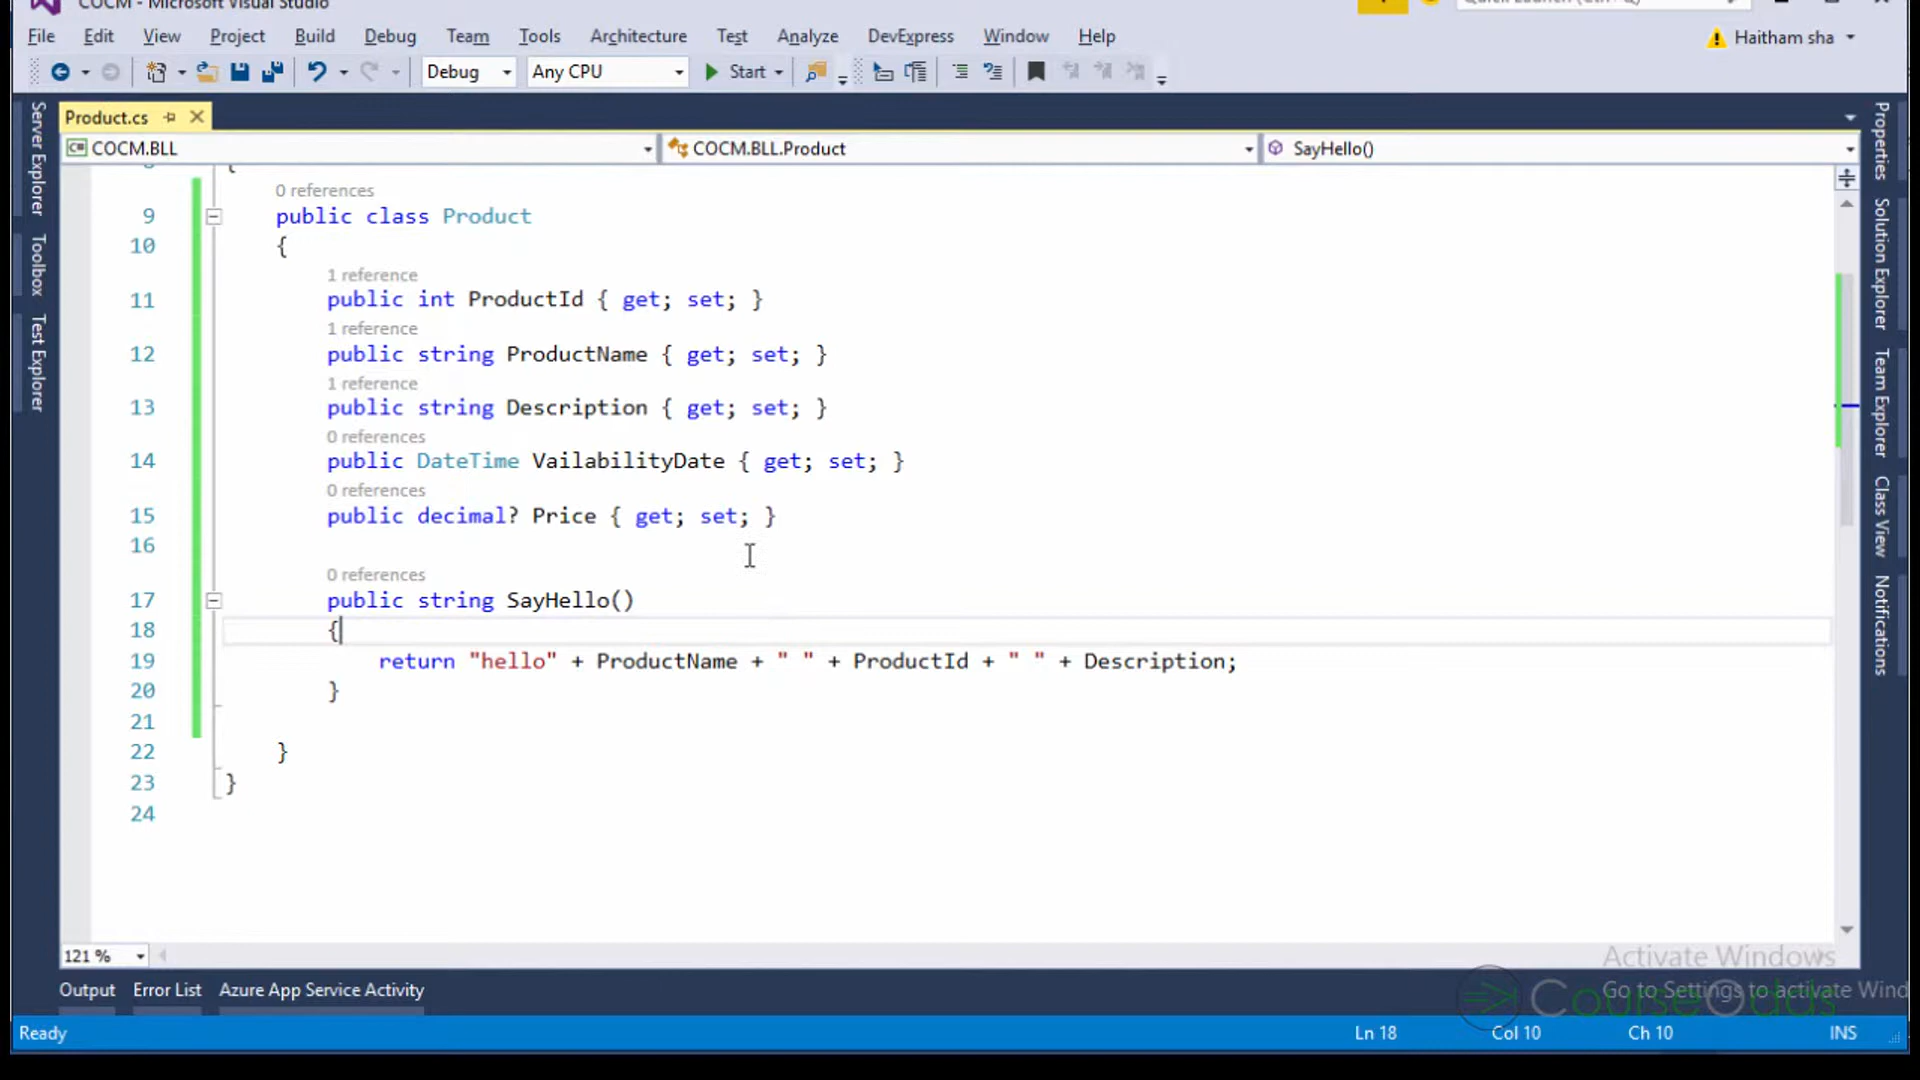 COCM - Microsoft Visual Studio
File Edit View Project Build Debug Team Tools Architecture Test Analyze DevExpress Window Help Haitham sha
Debug Any CPU Start
Product.cs
COCM.BLL COCM.BLL.Product SayHello()
Server Explorer
Toolbox
Test Explorer
0 references
9 public class Product
10 {
1 reference
11 public int ProductId { get; set; }
1 reference
12 public string ProductName { get; set; }
1 reference
13 public string Description { get; set; }
0 references
14 public DateTime VailabilityDate { get; set; }
0 references
15 public decimal? Price { get; set; }
16
0 references
17 public string SayHello()
18 {
19 return "hello" + ProductName + " " + ProductId + " " + Description;
20 }
21
22 }
23 }
24
Properties
Solution Explorer
Team Explorer
Class View
Notifications
121 %
Activate Windows
Go to Settings to activate Wind
CourseOdds
Output Error List Azure App Service Activity
Ready Ln 18 Col 10 Ch 10 INS